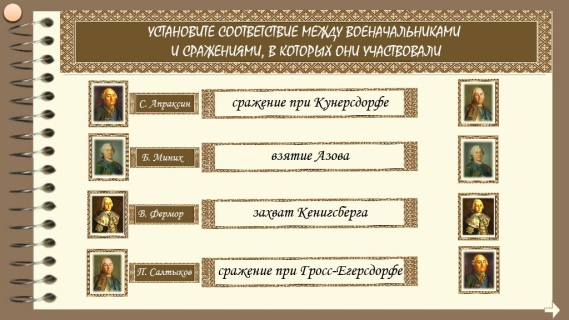 УСТАНОВИТЕ СООТВЕТСТВИЕ МЕЖДУ ВОЕНАЧАЛЬНИКАМИ
И СРАЖЕНИЯМИ, В КОТОРЫХ ОНИ УЧАСТВОВАЛИ
С. Апраксин
сражение при Кунерсдорфе
Б. Миних
взятие Азова
В. Фермор
захват Кенигсберга
П. Салтыков
сражение при Гросс-Егерсдорфе